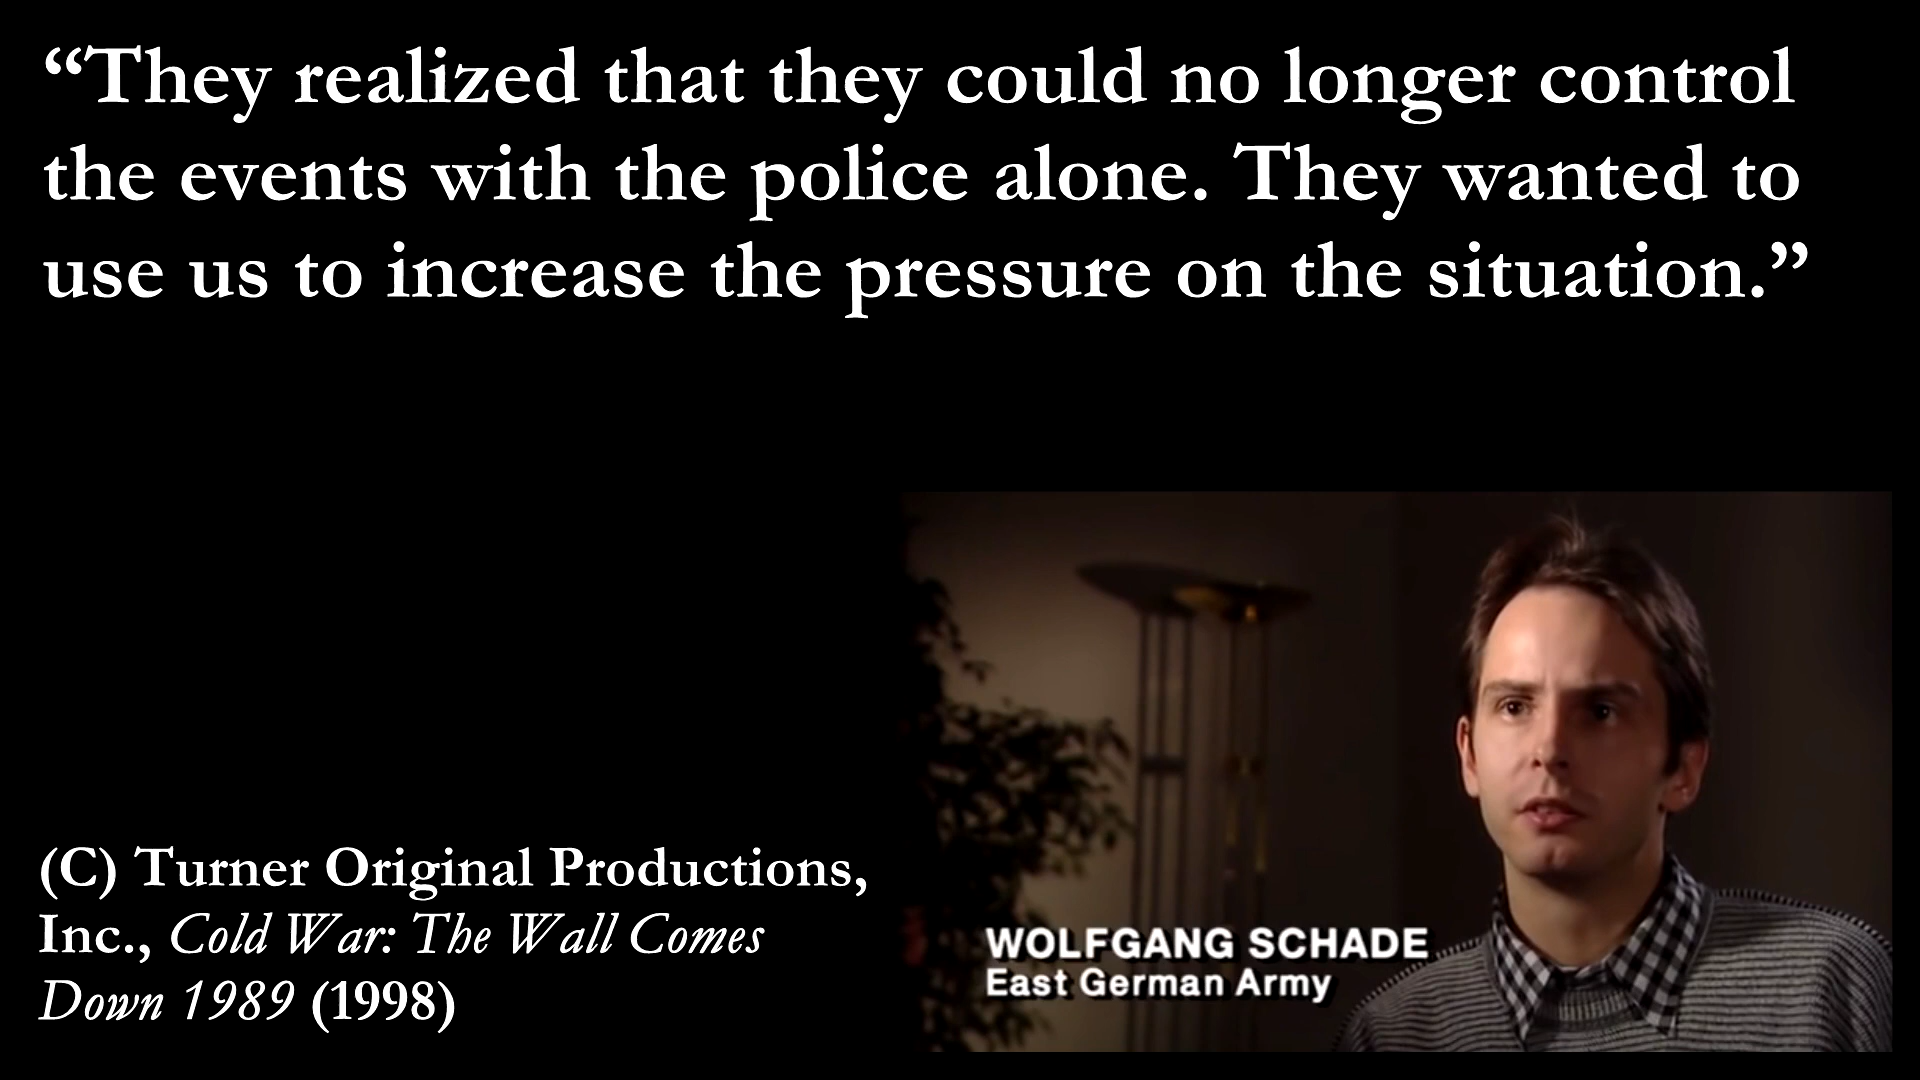 “They realized that they could no longer control
the events with the police alone. They wanted to
use us to increase the pressure on the situation.”
(C) Turner Original Productions,
Inc., Cold War: The Wall Comes
Down 1989 (1998)
WOLFGANG SCHADE
East German Army